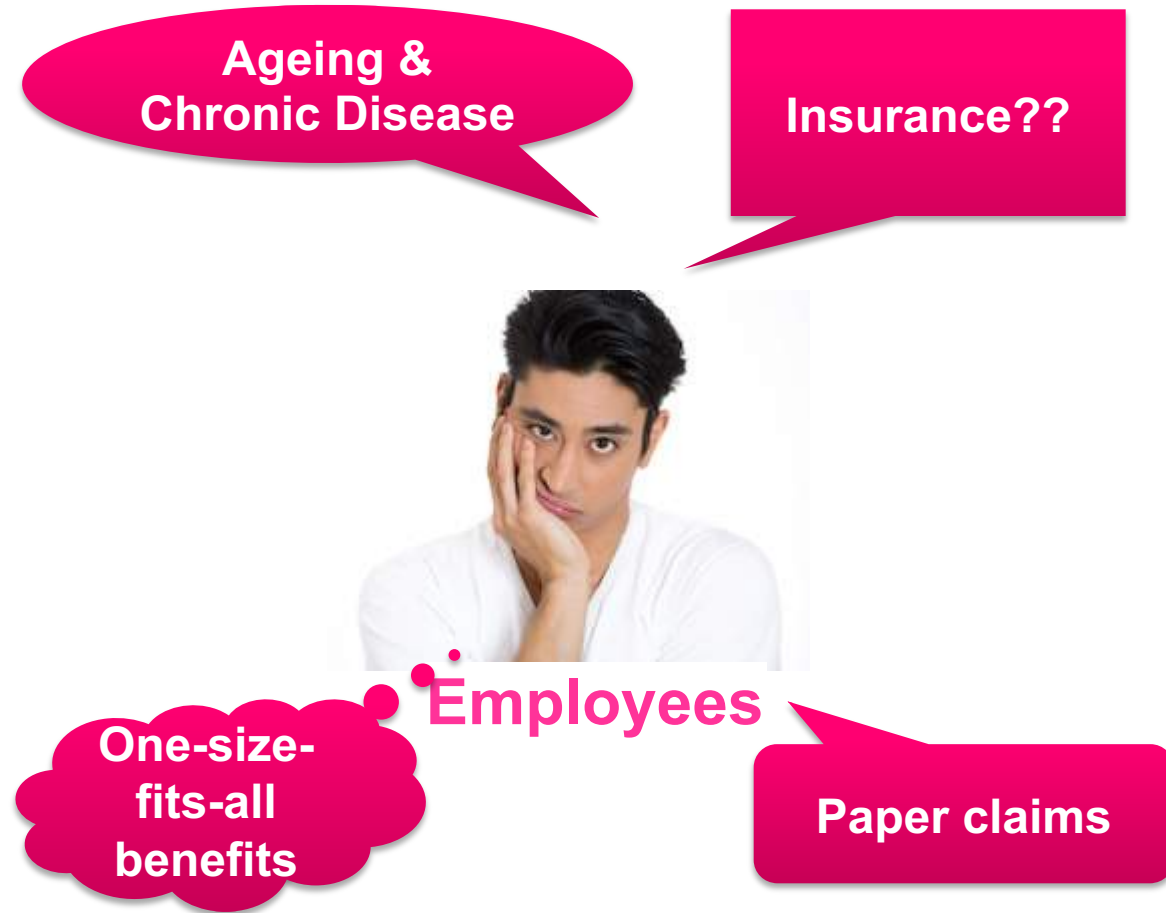 Ageing &
Chronic Disease
Insurance??
Employees
One-size-
fits-all
benefits
Paper claims